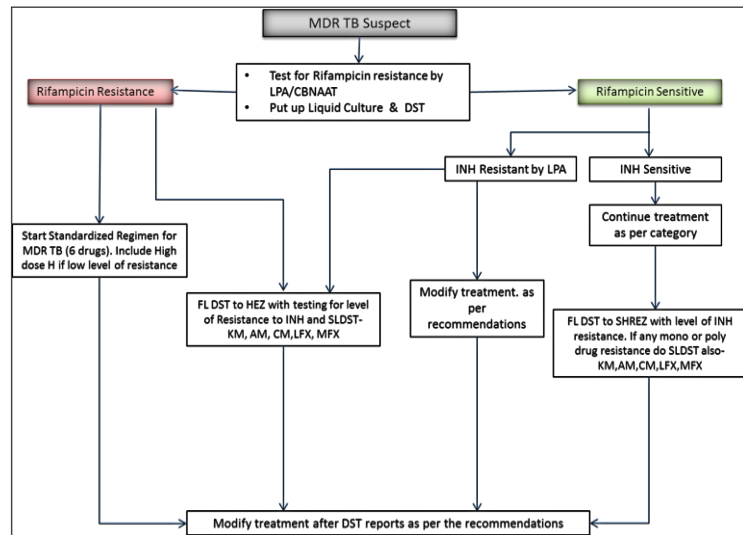 MDR TB Suspect
• Test for Rifampicin resistance by
LPA/CBNAAT
• Put up Liquid Culture & DST
Rifampicin Resistance
Rifampicin Sensitive
INH Resistant by LPA
INH Sensitive
Continue treatment
as per category
Start Standardized Regimen for
MDR TB (6 drugs). Include High
dose H if low level of resistance
FL DST to HEZ with testing for level
of Resistance to INH and SLDST-
KM, AM, CM,LFX, MFX
Modify treatment. as
per
recommendations
FL DST to SHREZ with level of INH
resistance. If any mono or poly
drug resistance do SLDST also-
KM,AM,CM,LFX,MFX
Modify treatment after DST reports as per the recommendations